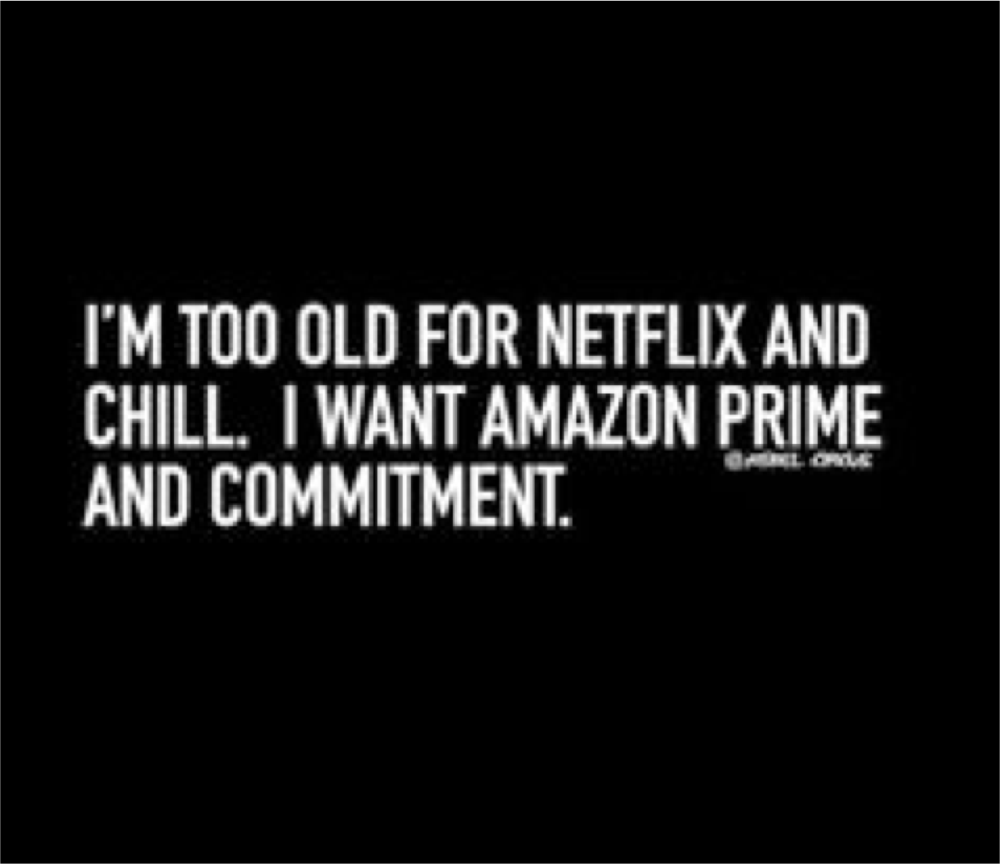 I'M TOO OLD FOR NETFLIX AND
CHILL. I WANT AMAZON PRIME
AND COMMITMENT.